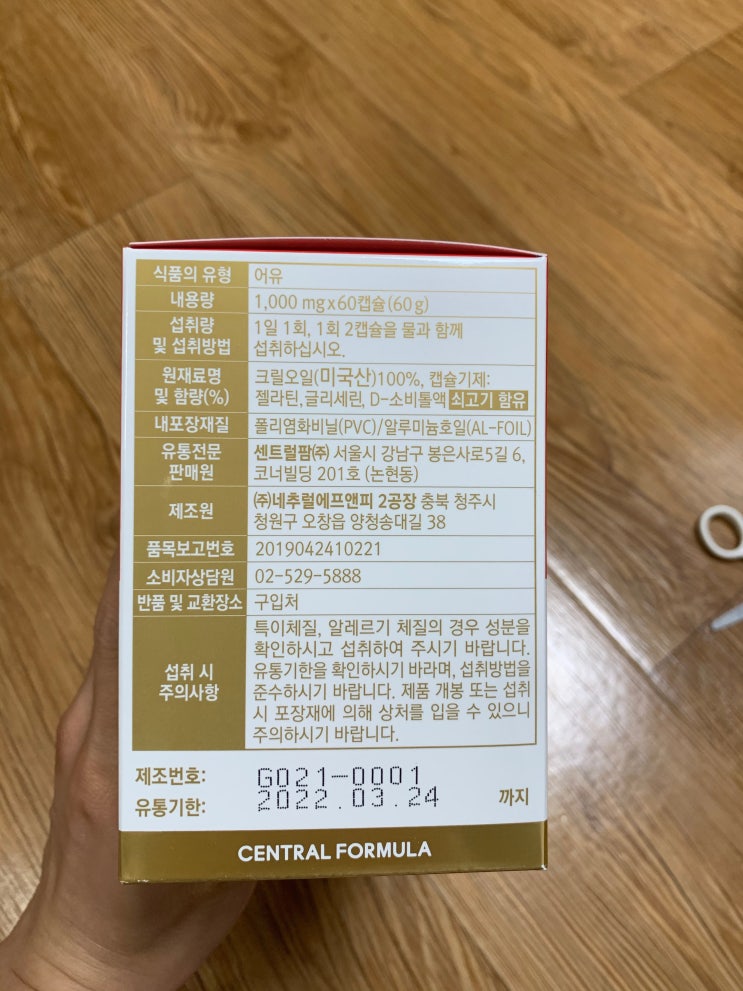 식품의 유형 어유
내용량 1,000 mgx60캡슐(60g)
섭취량 및 섭취방법 1일 1회, 1회 2캡슐을 물과 함께
섭취하십시오.
원재료명 및 함량(%) 크릴오일(미국산)100%, 캡슐기제:
젤라틴,글리세린, D-소비톨액 쇠고기 함유
내포장재질 폴리염화비닐(PVC)/알루미늄호일(AL-FOIL)
유통전문 판매원 센트럴팜㈜ 서울시 강남구 봉은사로5길 6,
코너빌딩 201호 (논현동)
제조원 ㈜네추럴에프앤피 2공장 충북 청주시
청원구 오창읍 양청송대길 38
품목보고번호 2019042410221
소비자상담원 02-529-5888
반품 및 교환장소 구입처
섭취 시 주의사항 특이체질, 알레르기 체질의 경우 성분을
확인하시고 섭취하여 주시기 바랍니다.
유통기한을 확인하시기 바라며, 섭취방법을
준수하시기 바랍니다. 제품 개봉 또는 섭취
시 포장재에 의해 상처를 입을 수 있으니
주의하시기 바랍니다.
제조번호: G021-0001
유통기한: 2022.03.24 까지
CENTRAL FORMULA